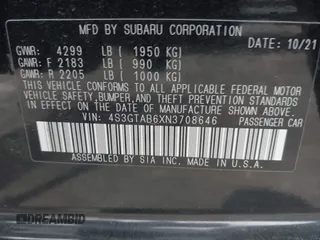 MFD. BY SUBARU CORPORATION
DATE: 10/21
GVWR: 4299 LB ( 1950 KG)
GAWR: F 2183 LB ( 990 KG)
GAWR: R 2205 LB ( 1000 KG)
THIS VEHICLE CONFORMS TO ALL APPLICABLE FEDERAL MOTOR
VEHICLE SAFETY, BUMPER, AND THEFT PREVENTION STANDARDS
IN EFFECT ON THE DATE OF MANUFACTURE SHOWN ABOVE.
VIN: 4S3GTAB6XN3708646 PASSENGER CAR
ASSEMBLED BY SIA INC. MADE IN U.S.A.
DREAMBID